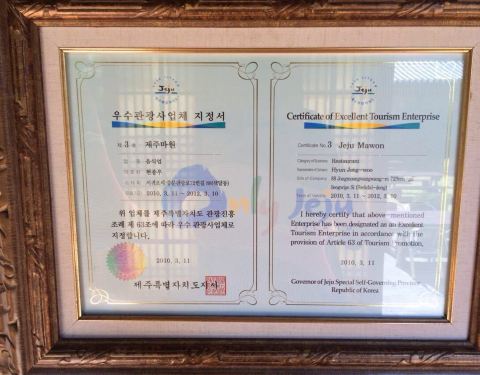 Jeju
우수관광사업체 지정서
제 3 호 제주마원
음식업
현종우
2010. 3. 11 ~ 2012. 3. 10
위 업체를 제주특별자치도 관광진흥
조례 제 63조에 따라 우수 관광사업체로
지정합니다.
2010. 3. 11
제주특별자치도지사
Jeju
Certificate of Excellent Tourism Enterprise
Certificate No. 3 Jeju Mawon
Category of Business Restaurant
Hyun Jong-woo
2010. 3. 11 ~ 2012. 3. 10
I hereby certify that above-mentioned
Enterprise has been designated as an Excellent
Tourism Enterprise in accordance with the
provision of Article 63 of Tourism Promotion.
2010. 3. 11
Governor of Jeju Special Self-Governing Province
Republic of Korea
Only Jeju